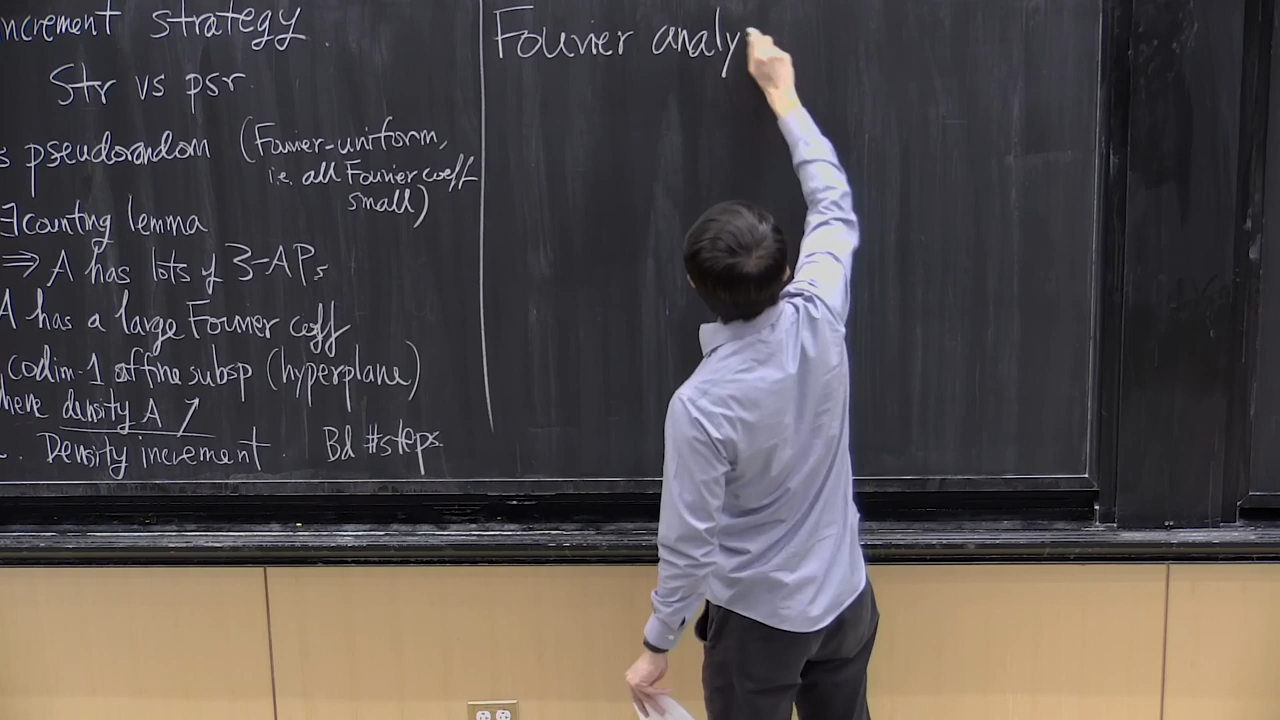 ncrement strategy
Str vs psr
s pseudorandom (Fourier-uniform,
i.e. all Fourier coeff
small)
∃counting lemma
⇒ A has lots of 3-APs
A has a large Fourier coeff
codim-1 affine subsp (hyperplane)
here density A ↗
Density increment. Bd #steps.
Fourier analy